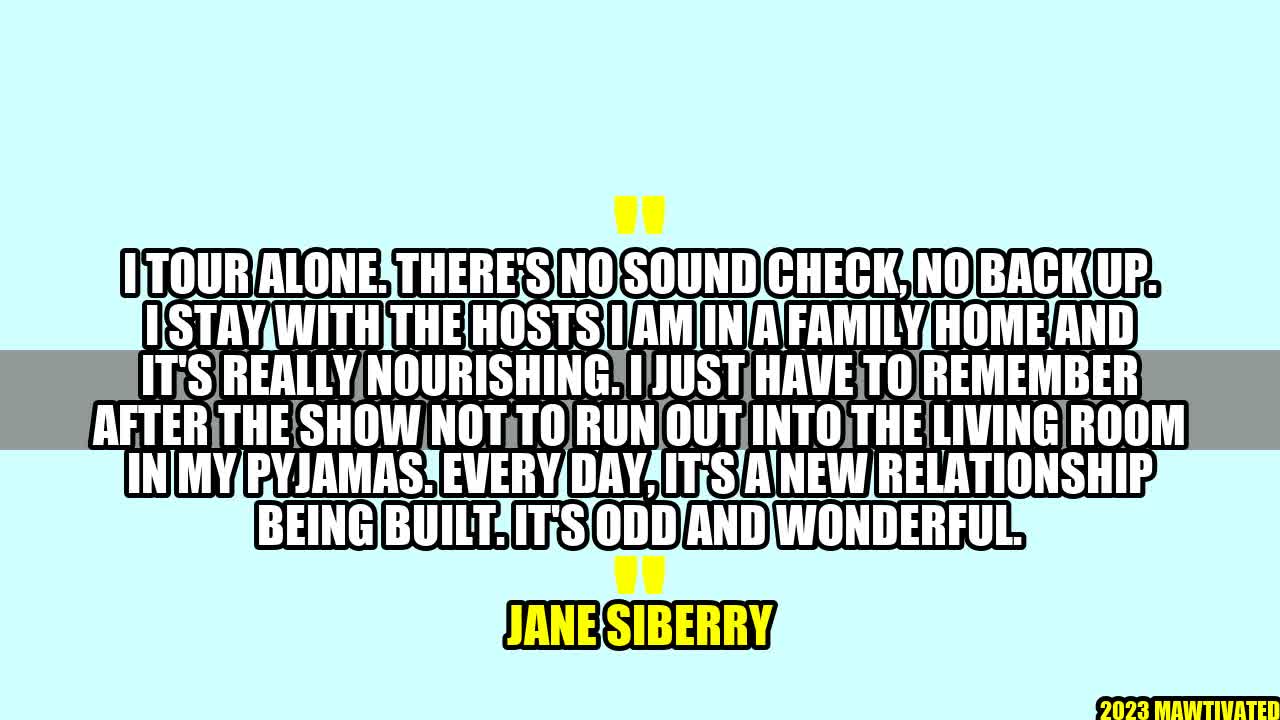 "
I TOUR ALONE. THERE'S NO SOUND CHECK, NO BACK UP.
I STAY WITH THE HOSTS I AM IN A FAMILY HOME AND
IT'S REALLY NOURISHING. I JUST HAVE TO REMEMBER
AFTER THE SHOW NOT TO RUN OUT INTO THE LIVING ROOM
IN MY PYJAMAS. EVERY DAY, IT'S A NEW RELATIONSHIP
BEING BUILT. IT'S ODD AND WONDERFUL.
"
JANE SIBERRY
2023 MAWTIVATED